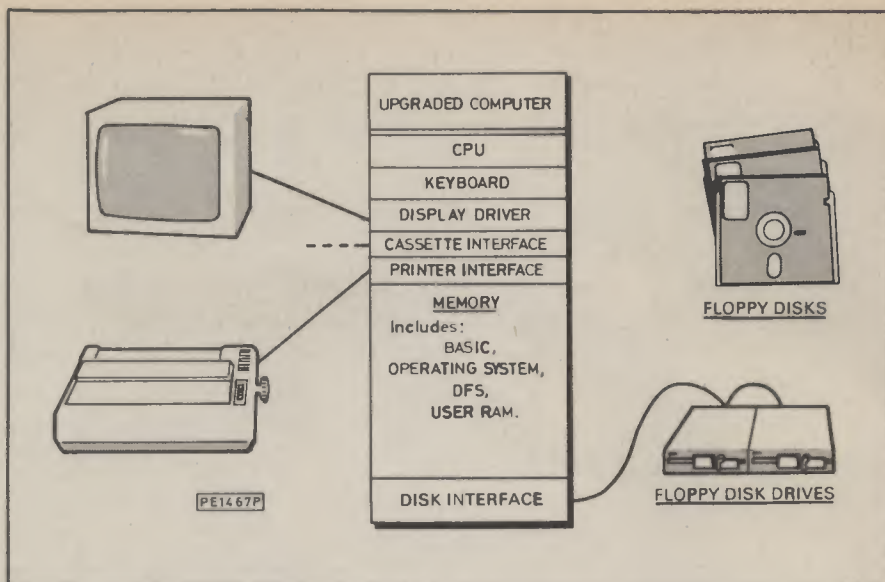 UPGRADED COMPUTER
CPU
KEYBOARD
DISPLAY DRIVER
CASSETTE INTERFACE
PRINTER INTERFACE
MEMORY
Includes:
BASIC,
OPERATING SYSTEM,
DFS,
USER RAM.
DISK INTERFACE
FLOPPY DISKS
FLOPPY DISK DRIVES
PE1467P